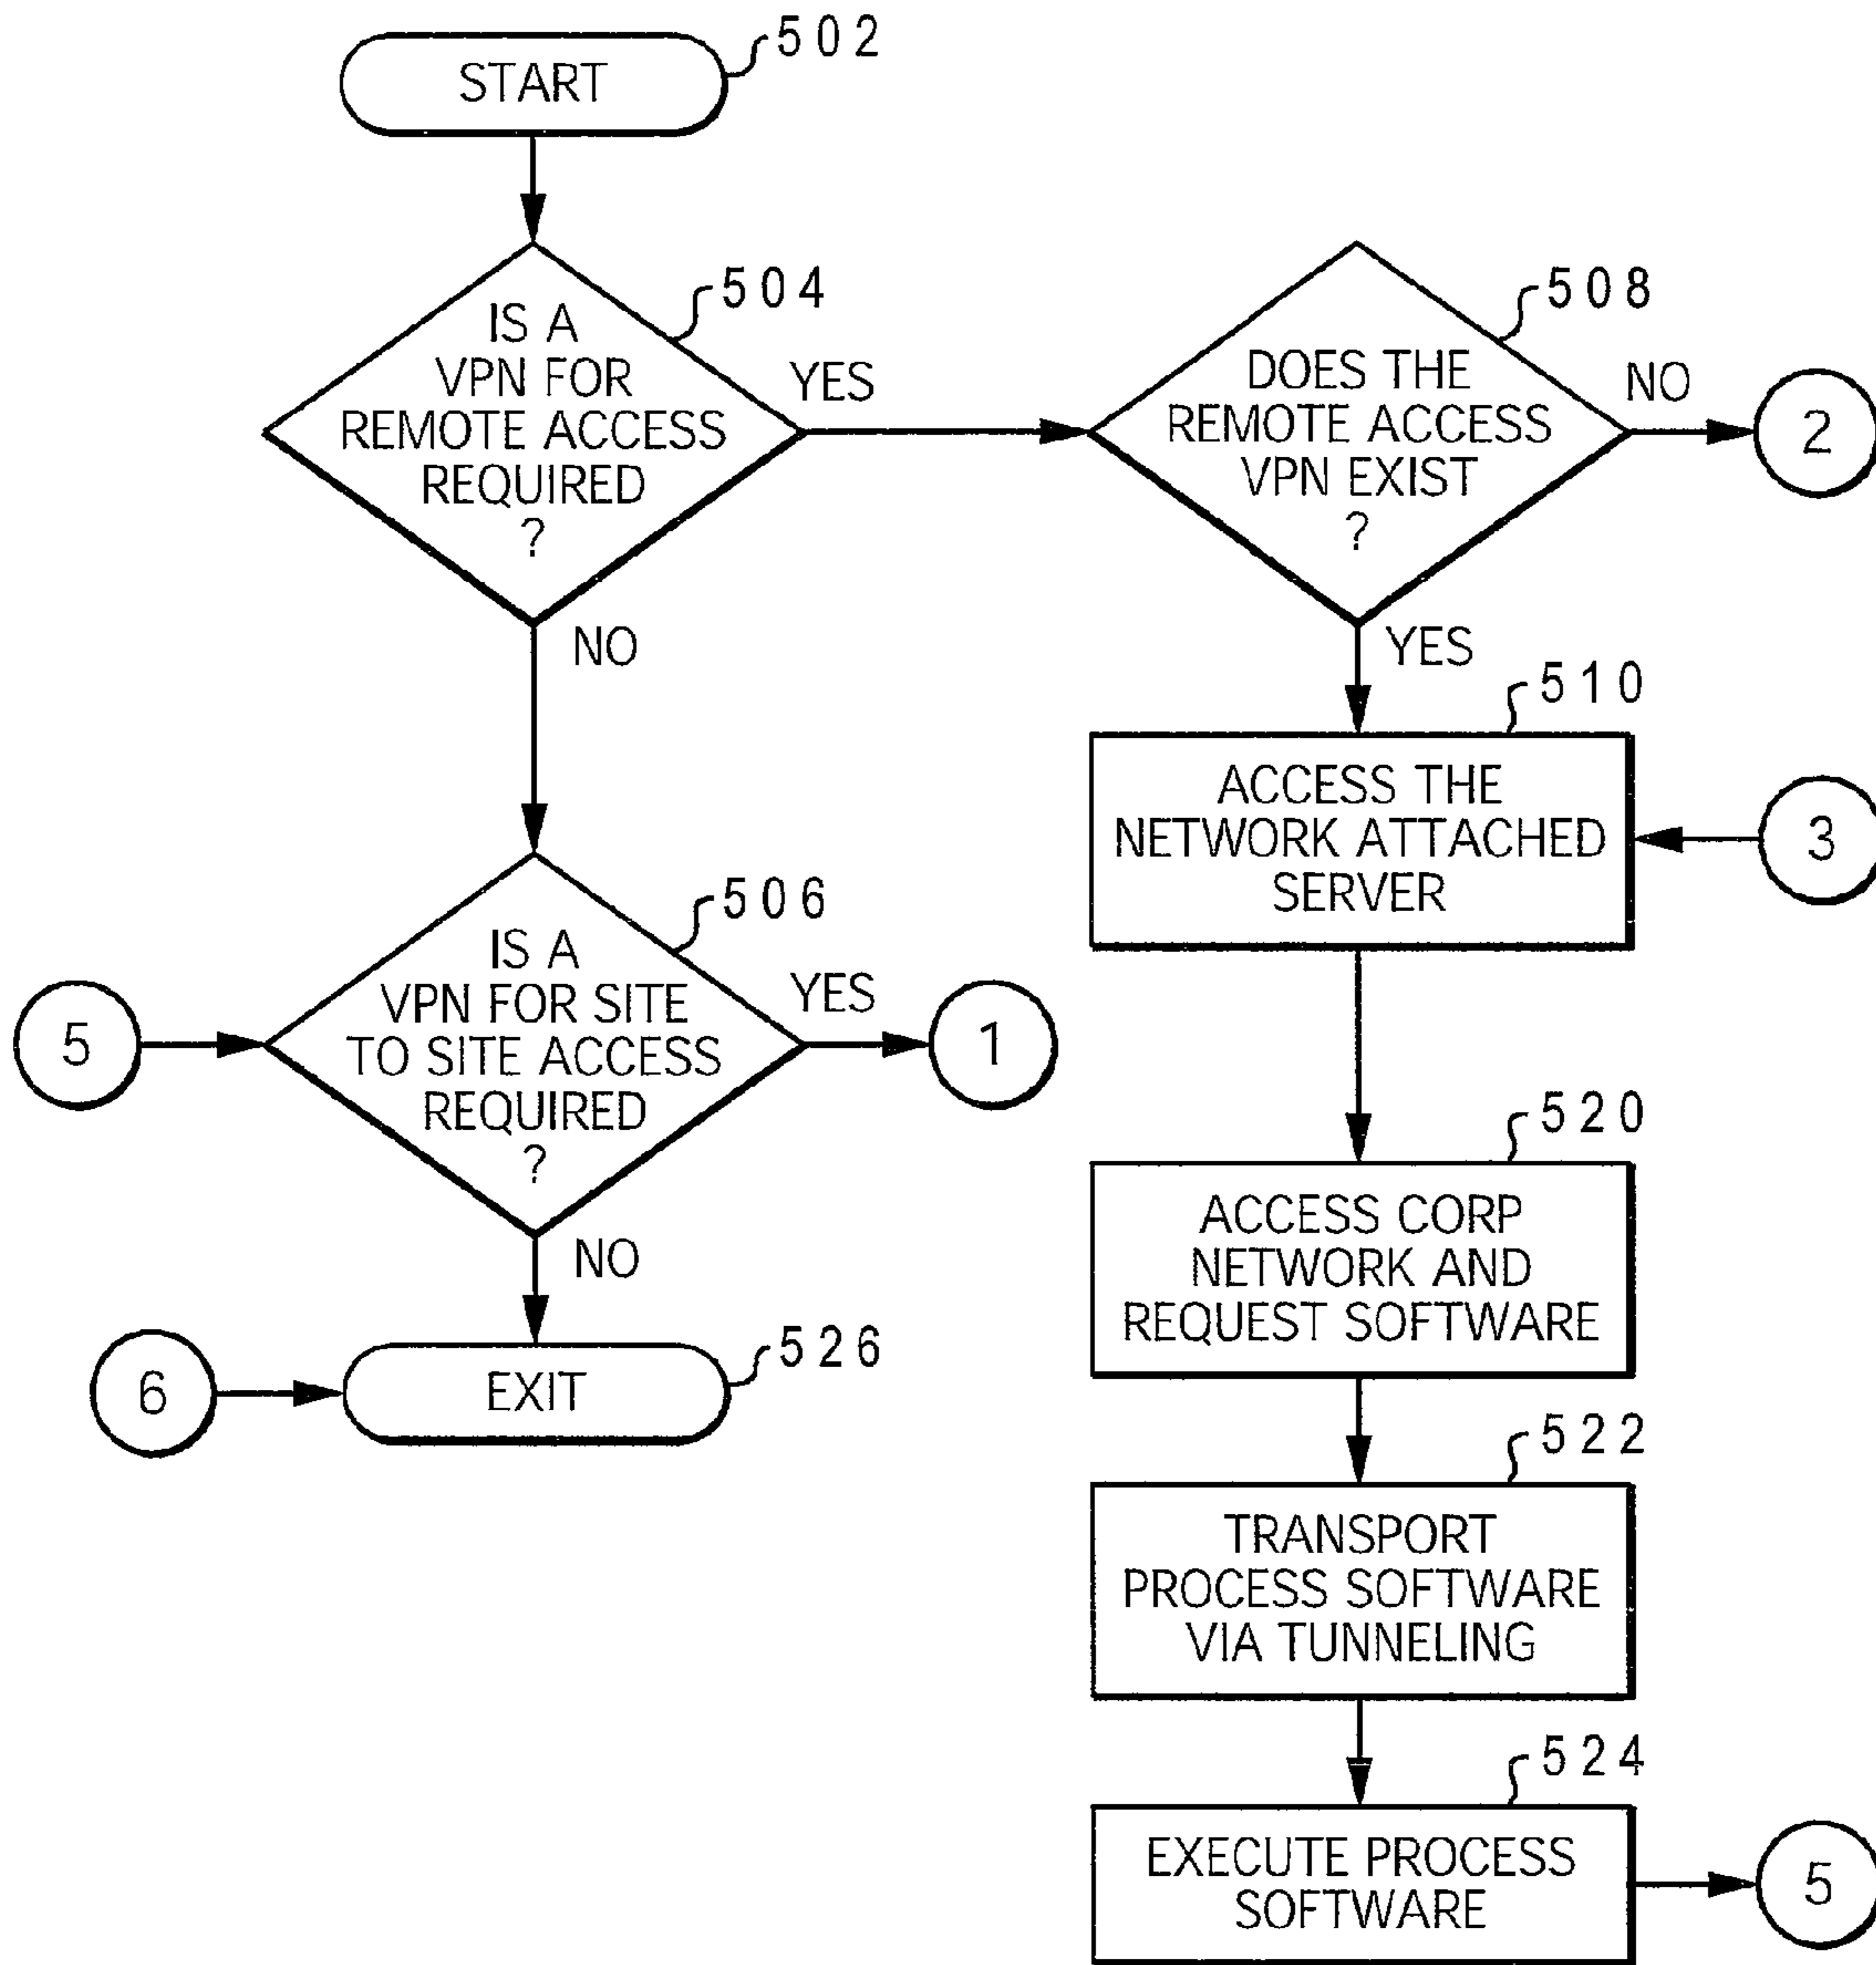 502
START
504
IS A
VPN FOR
REMOTE ACCESS
REQUIRED
?
YES
NO
508
DOES THE
REMOTE ACCESS
VPN EXIST
?
NO
2
YES
510
ACCESS THE
NETWORK ATTACHED
SERVER
3
506
5
IS A
VPN FOR SITE
TO SITE ACCESS
REQUIRED
?
YES
1
NO
6
EXIT
526
520
ACCESS CORP
NETWORK AND
REQUEST SOFTWARE
522
TRANSPORT
PROCESS SOFTWARE
VIA TUNNELING
524
EXECUTE PROCESS
SOFTWARE
5